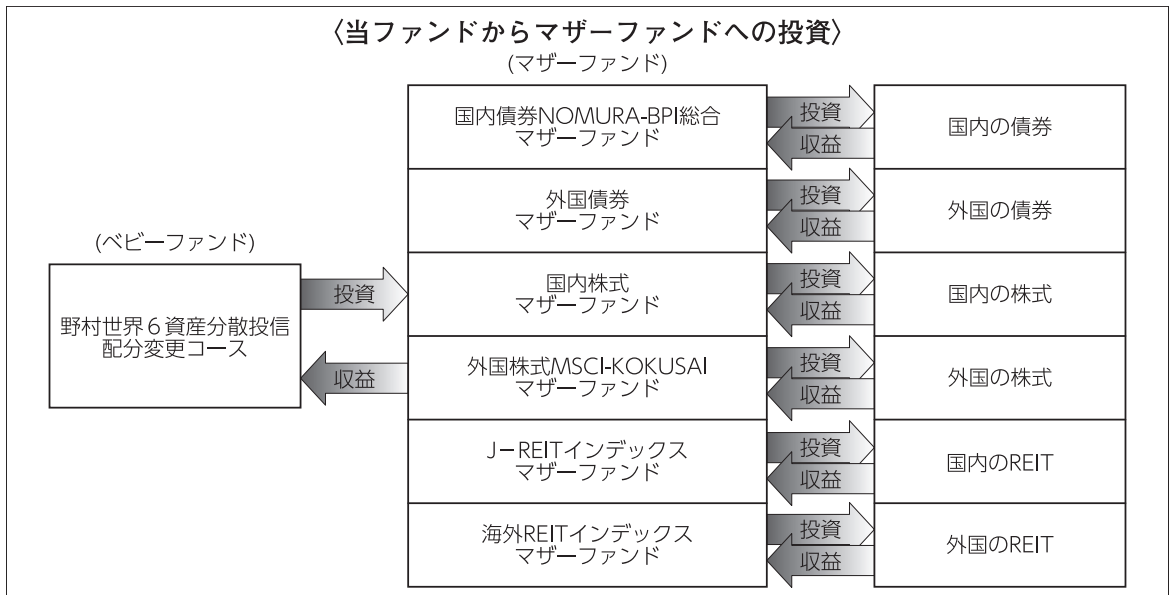 〈当ファンドからマザーファンドへの投資〉
(マザーファンド)
国内債券NOMURA-BPI総合
マザーファンド
投資
収益
国内の債券
外国債券
マザーファンド
投資
収益
外国の債券
(ベビーファンド)
野村世界６資産分散投信
配分変更コース
投資
収益
国内株式
マザーファンド
投資
収益
国内の株式
外国株式MSCI-KOKUSAI
マザーファンド
投資
収益
外国の株式
J－REITインデックス
マザーファンド
投資
収益
国内のREIT
海外REITインデックス
マザーファンド
投資
収益
外国のREIT